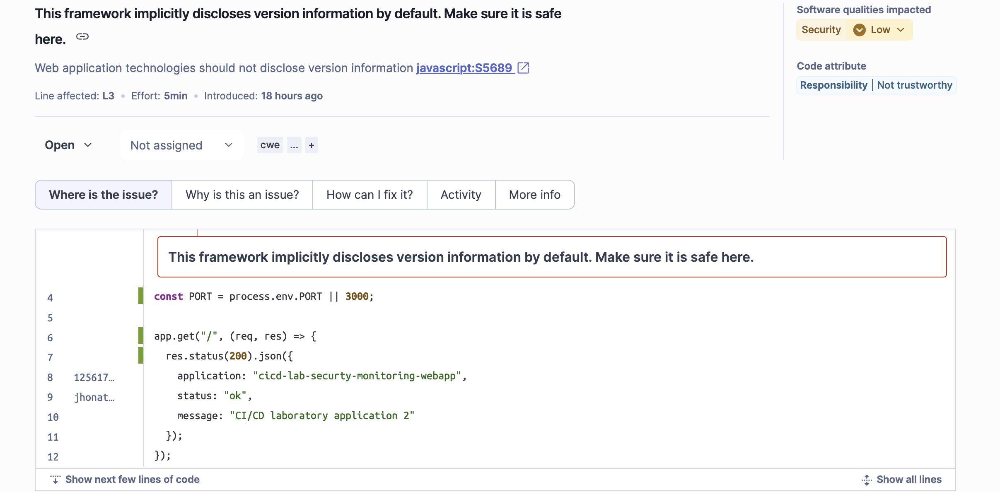 This framework implicitly discloses version information by default. Make sure it is safe
here.
Web application technologies should not disclose version information javascript:S5689
Line affected: L3 • Effort: 5min • Introduced: 18 hours ago
Software qualities impacted
Security Low
Code attribute
Responsibility | Not trustworthy
Open Not assigned cwe ... +
Where is the issue? Why is this an issue? How can I fix it? Activity More info
This framework implicitly discloses version information by default. Make sure it is safe here.
4 const PORT = process.env.PORT || 3000;
5
6 app.get("/", (req, res) => {
7 res.status(200).json({
8 125617… application: "cicd-lab-securty-monitoring-webapp",
9 jhonat… status: "ok",
10 message: "CI/CD laboratory application 2"
11 });
12 });
Show next few lines of code Show all lines